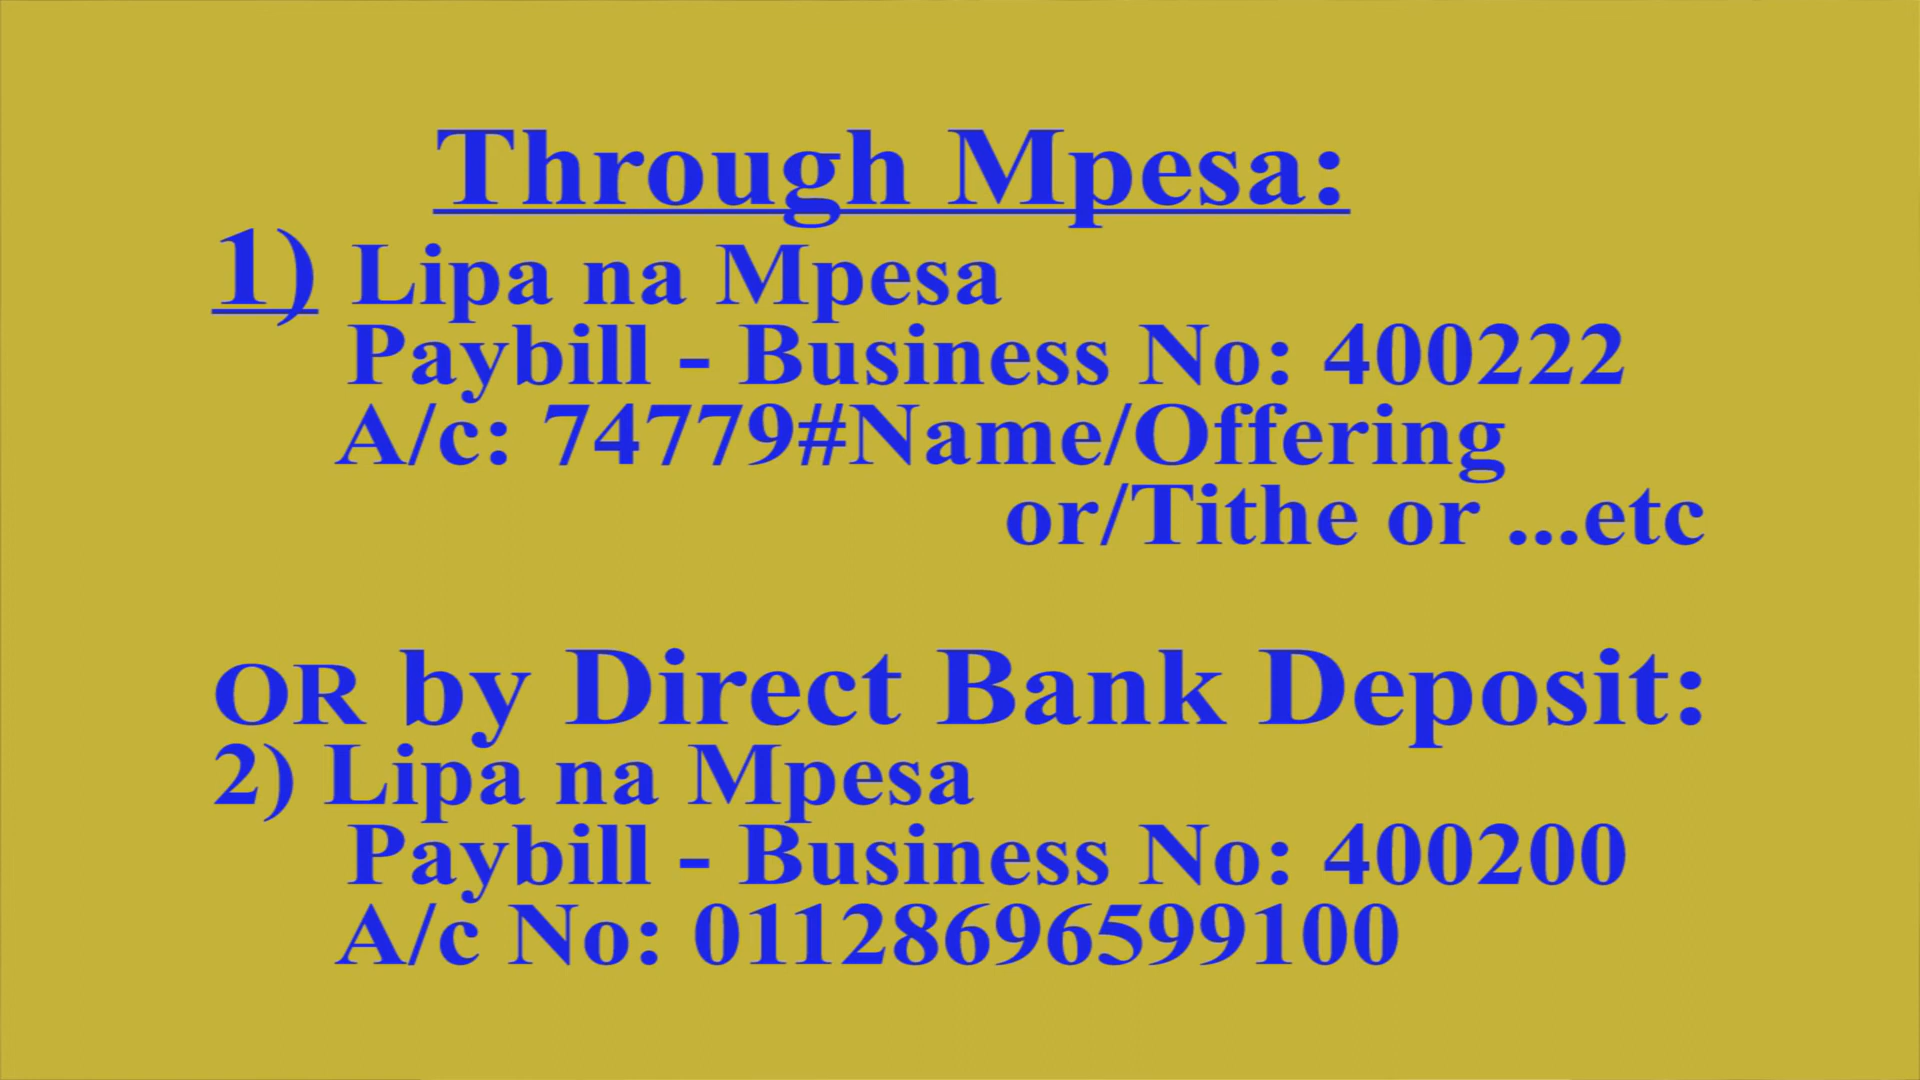 Through Mpesa:
1) Lipa na Mpesa
Paybill - Business No: 400222
A/c: 74779#Name/Offering
or/Tithe or ...etc
OR by Direct Bank Deposit:
2) Lipa na Mpesa
Paybill - Business No: 400200
A/c No: 01128696599100